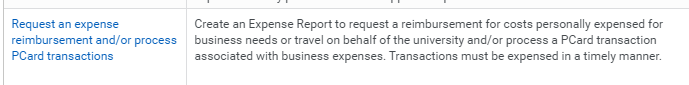 Request an expense
reimbursement and/or process
PCard transactions
Create an Expense Report to request a reimbursement for costs personally expensed for
business needs or travel on behalf of the university and/or process a PCard transaction
associated with business expenses. Transactions must be expensed in a timely manner.